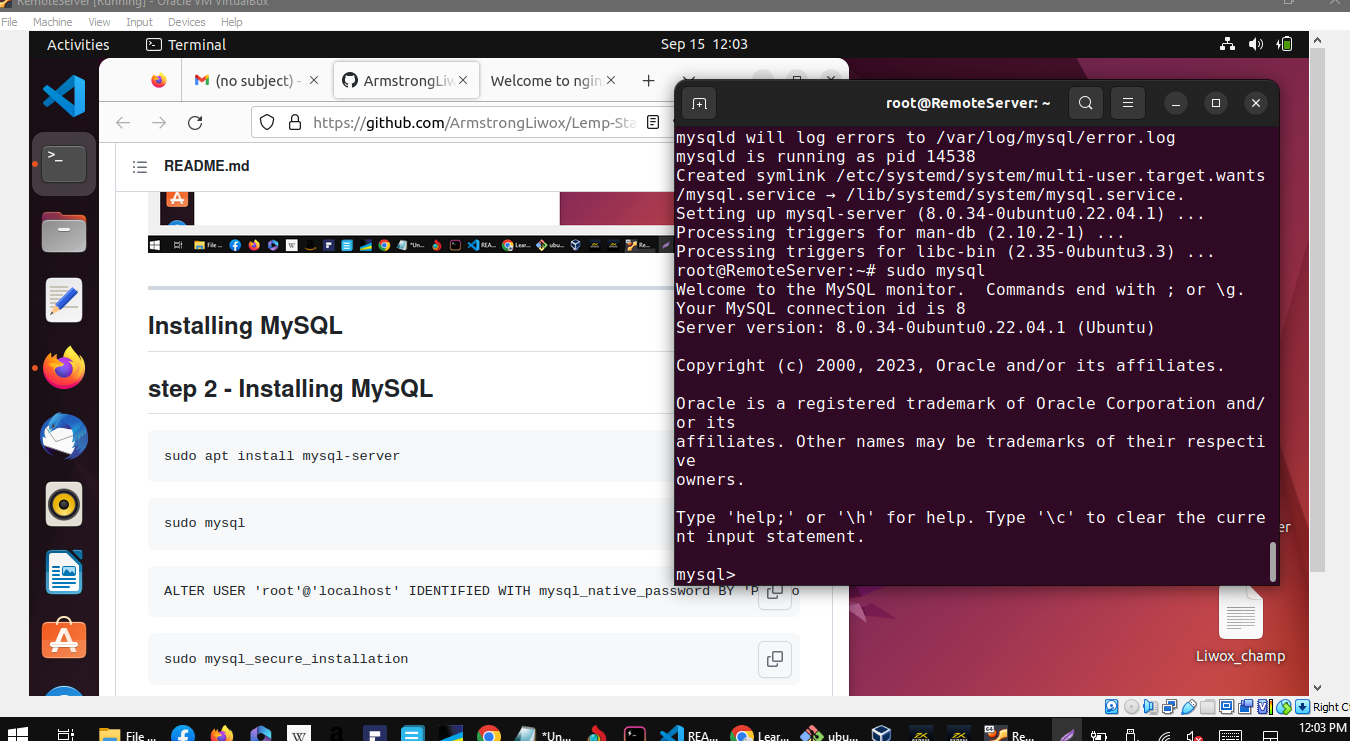 RemoteServer [Running] - Oracle VM VirtualBox
File Machine View Input Devices Help
Activities Terminal Sep 15 12:03
(no subject) - ArmstrongLiw Welcome to ngin
https://github.com/ArmstrongLiwox/Lemp-Sta
README.md
File ...
Installing MySQL
step 2 - Installing MySQL
sudo apt install mysql-server
sudo mysql
ALTER USER 'root'@'localhost' IDENTIFIED WITH mysql_native_password BY 'P
sudo mysql_secure_installation
root@RemoteServer: ~
mysqld will log errors to /var/log/mysql/error.log
mysqld is running as pid 14538
Created symlink /etc/systemd/system/multi-user.target.wants
/mysql.service → /lib/systemd/system/mysql.service.
Setting up mysql-server (8.0.34-0ubuntu0.22.04.1) ...
Processing triggers for man-db (2.10.2-1) ...
Processing triggers for libc-bin (2.35-0ubuntu3.3) ...
root@RemoteServer:~# sudo mysql
Welcome to the MySQL monitor.  Commands end with ; or \g.
Your MySQL connection id is 8
Server version: 8.0.34-0ubuntu0.22.04.1 (Ubuntu)
Copyright (c) 2000, 2023, Oracle and/or its affiliates.
Oracle is a registered trademark of Oracle Corporation and/
or its
affiliates. Other names may be trademarks of their respecti
ve
owners.
Type 'help;' or '\h' for help. Type '\c' to clear the curre
nt input statement.
mysql>
er
Liwox_champ
Right C
File ... *Un... REA... Lear... ubu... Re... 12:03 PM